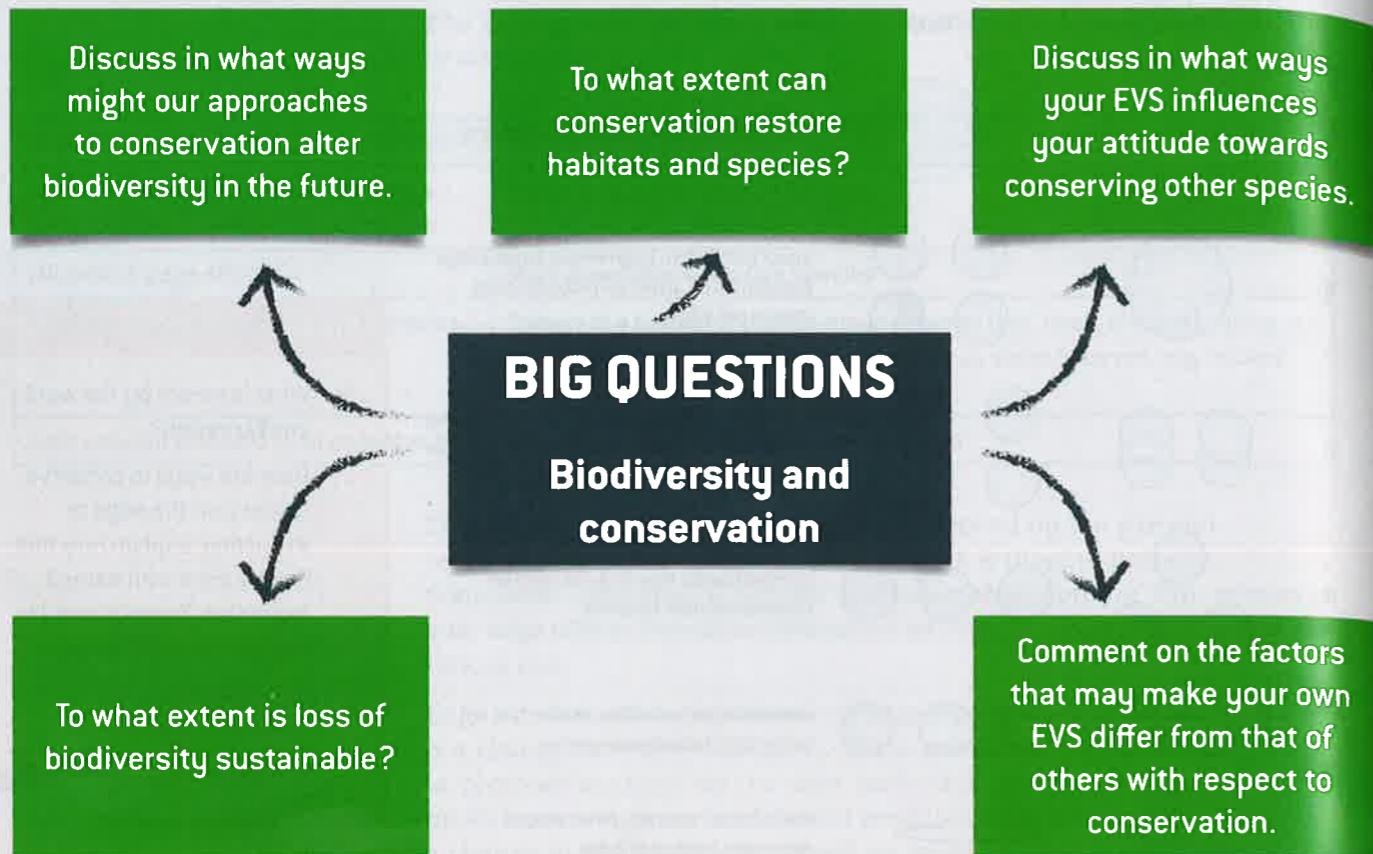 Discuss in what ways
might our approaches
to conservation alter
biodiversity in the future.
To what extent can
conservation restore
habitats and species?
Discuss in what ways
your EVS influences
your attitude towards
conserving other species.
BIG QUESTIONS
Biodiversity and
conservation
To what extent is loss of
biodiversity sustainable?
Comment on the factors
that may make your own
EVS differ from that of
others with respect to
conservation.